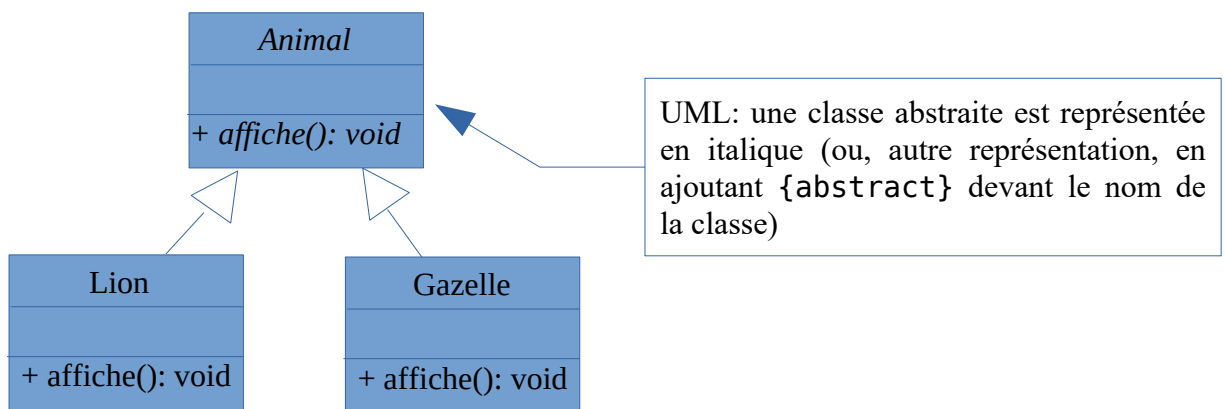 Animal
+ affiche(): void
UML: une classe abstraite est représentée
en italique (ou, autre représentation, en
ajoutant {abstract} devant le nom de
la classe)
Lion
+ affiche(): void
Gazelle
+ affiche(): void